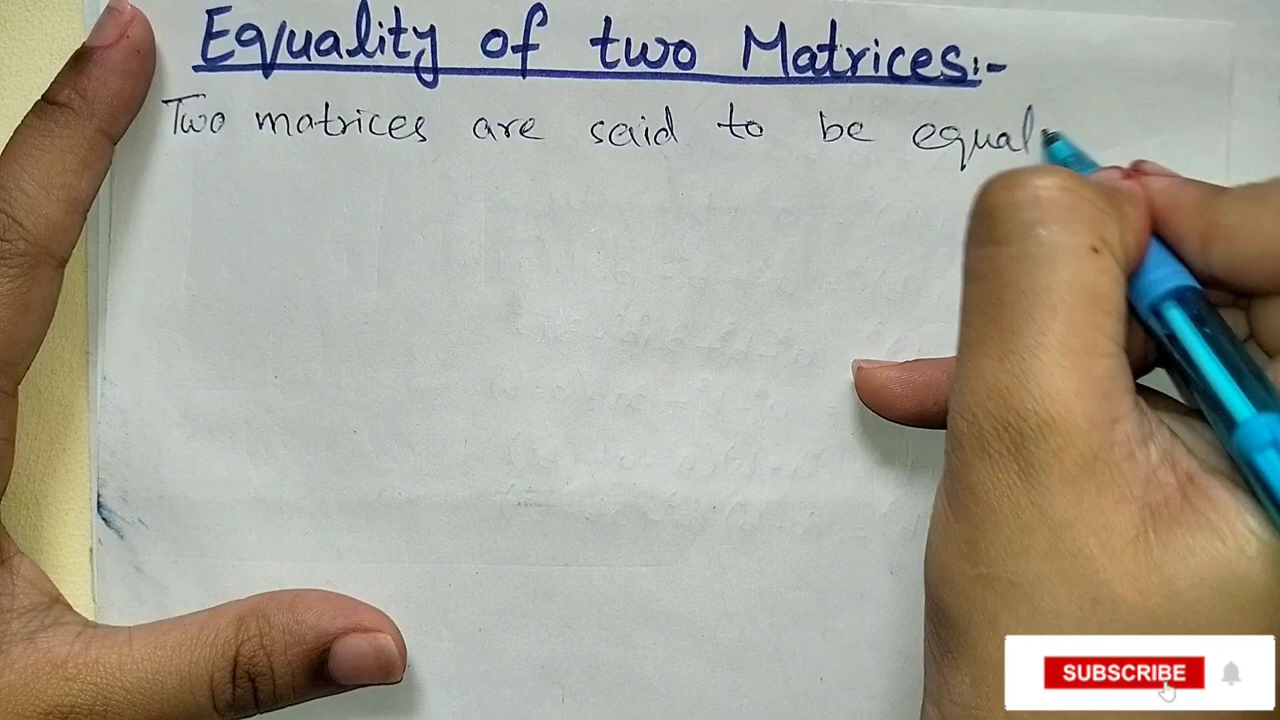 Equality of two Matrices:-
Two matrices are said to be equal
SUBSCRIBE